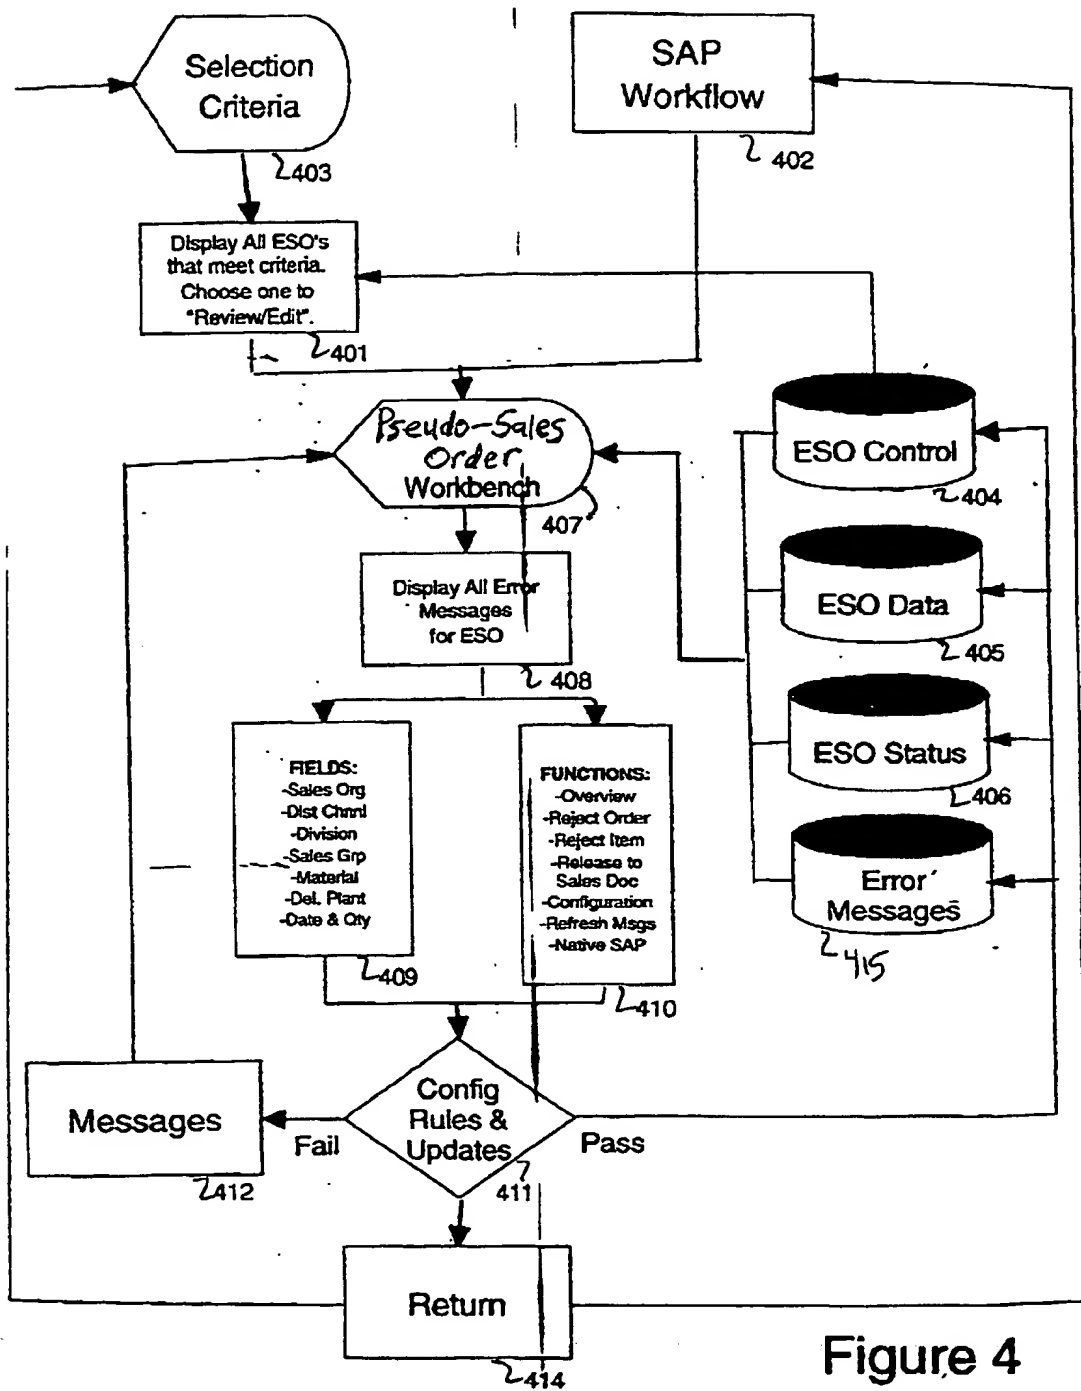 Selection
Criteria
403
SAP
Workflow
402
Display All ESO's
that meet criteria.
Choose one to
"Review/Edit".
401
Pseudo-Sales
Order
Workbench
407
ESO Control
404
ESO Data
405
ESO Status
406
Error
Messages
415
Display All Error
Messages
for ESO
408
FIELDS:
-Sales Org
-Dist Chnnl
-Division
-Sales Grp
-Material
-Del. Plant
-Date & Qty
409
FUNCTIONS:
-Overview
-Reject Order
-Reject Item
-Release to
Sales Doc
-Configuration
-Refresh Msgs
-Native SAP
410
Config
Rules &
Updates
411
Fail
Pass
Messages
412
Return
414
Figure 4